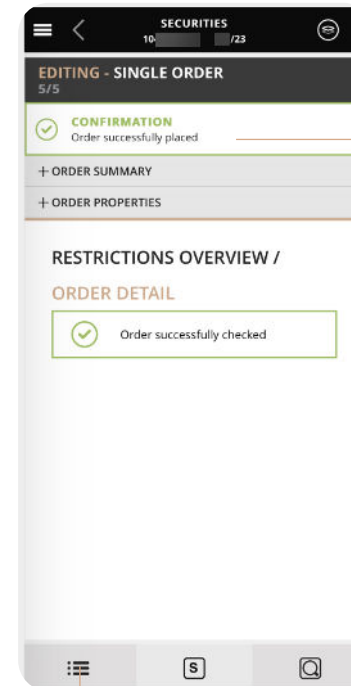 SECURITIES
10- /23
EDITING - SINGLE ORDER
5/5
CONFIRMATION
Order successfully placed
+ ORDER SUMMARY
+ ORDER PROPERTIES
RESTRICTIONS OVERVIEW /
ORDER DETAIL
Order successfully checked
S